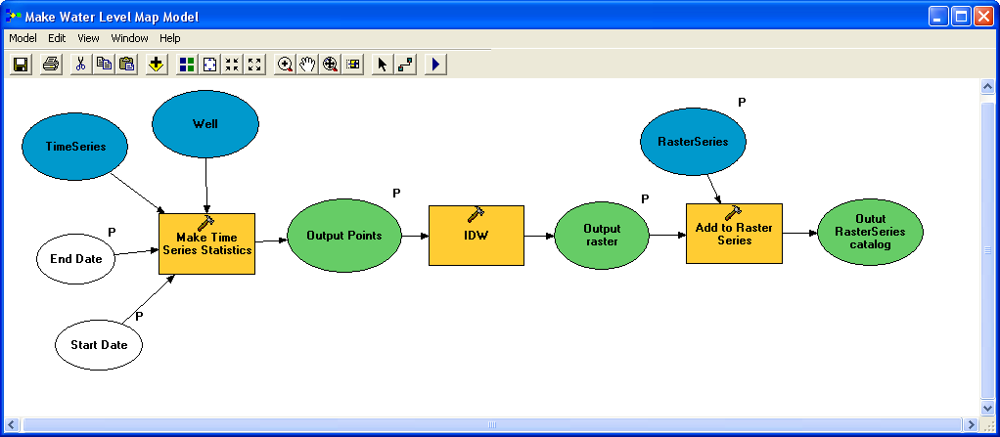 Make Water Level Map Model
Model Edit View Window Help
TimeSeries
Well
P
RasterSeries
P
End Date
Make Time
Series Statistics
P
Output Points
IDW
P
Output
raster
Add to Raster
Series
Outut
RasterSeries
catalog
P
Start Date